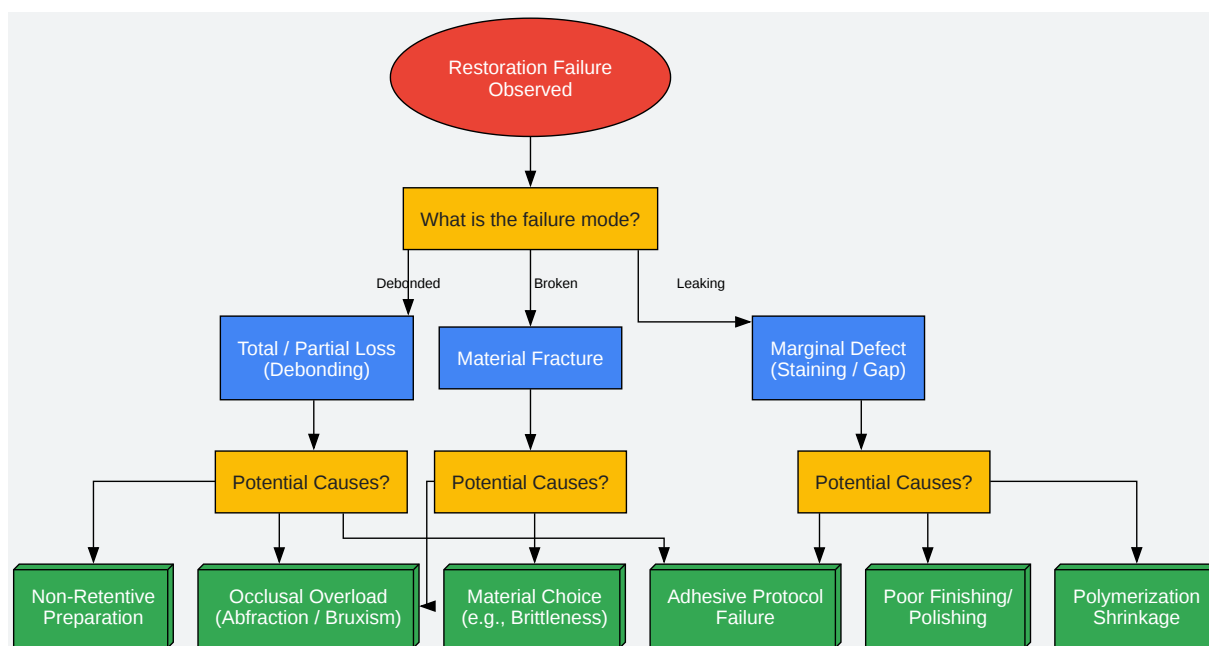 Restoration Failure
Observed
What is the failure mode?
Debonded
Broken
Leaking
Total / Partial Loss
(Debonding)
Material Fracture
Marginal Defect
(Staining / Gap)
Potential Causes?
Potential Causes?
Potential Causes?
Non-Retentive
Preparation
Occlusal Overload
(Abfraction / Bruxism)
Material Choice
(e.g., Brittleness)
Adhesive Protocol
Failure
Poor Finishing/
Polishing
Polymerization
Shrinkage